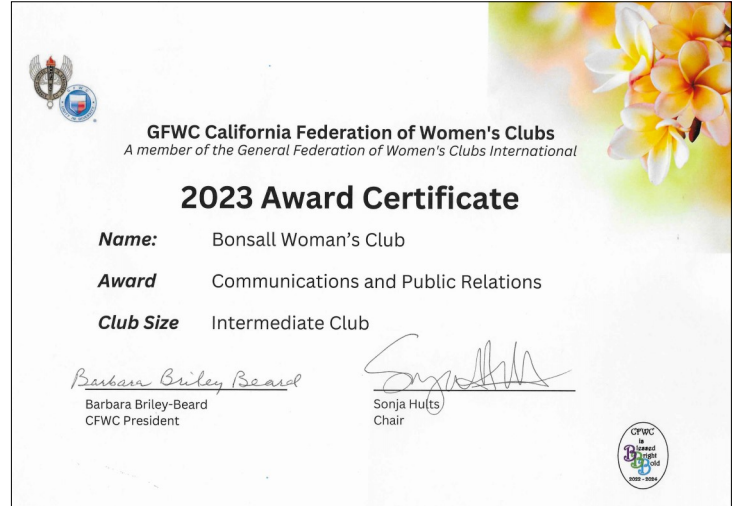 GFWC California Federation of Women's Clubs
A member of the General Federation of Women's Clubs International
2023 Award Certificate
Name: Bonsall Woman's Club
Award Communications and Public Relations
Club Size Intermediate Club
Barbara Briley Beard
Barbara Briley-Beard
CFWC President
Sonja Hults
Chair
CFWC
is
Blessed
Bright
Bold
2022 - 2024